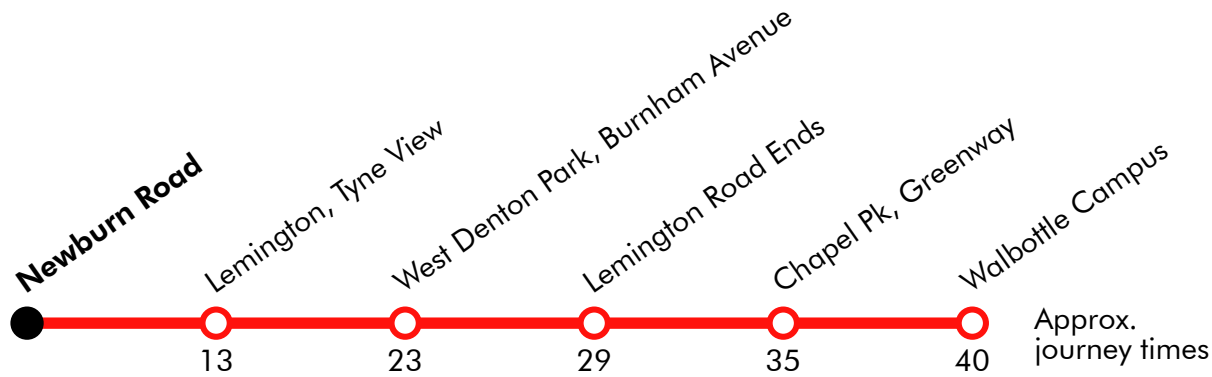 Newburn Road
Lemington, Tyne View
West Denton Park, Burnham Avenue
Lemington Road Ends
Chapel Pk, Greenway
Walbottle Campus
13
23
29
35
40
Approx.
journey times